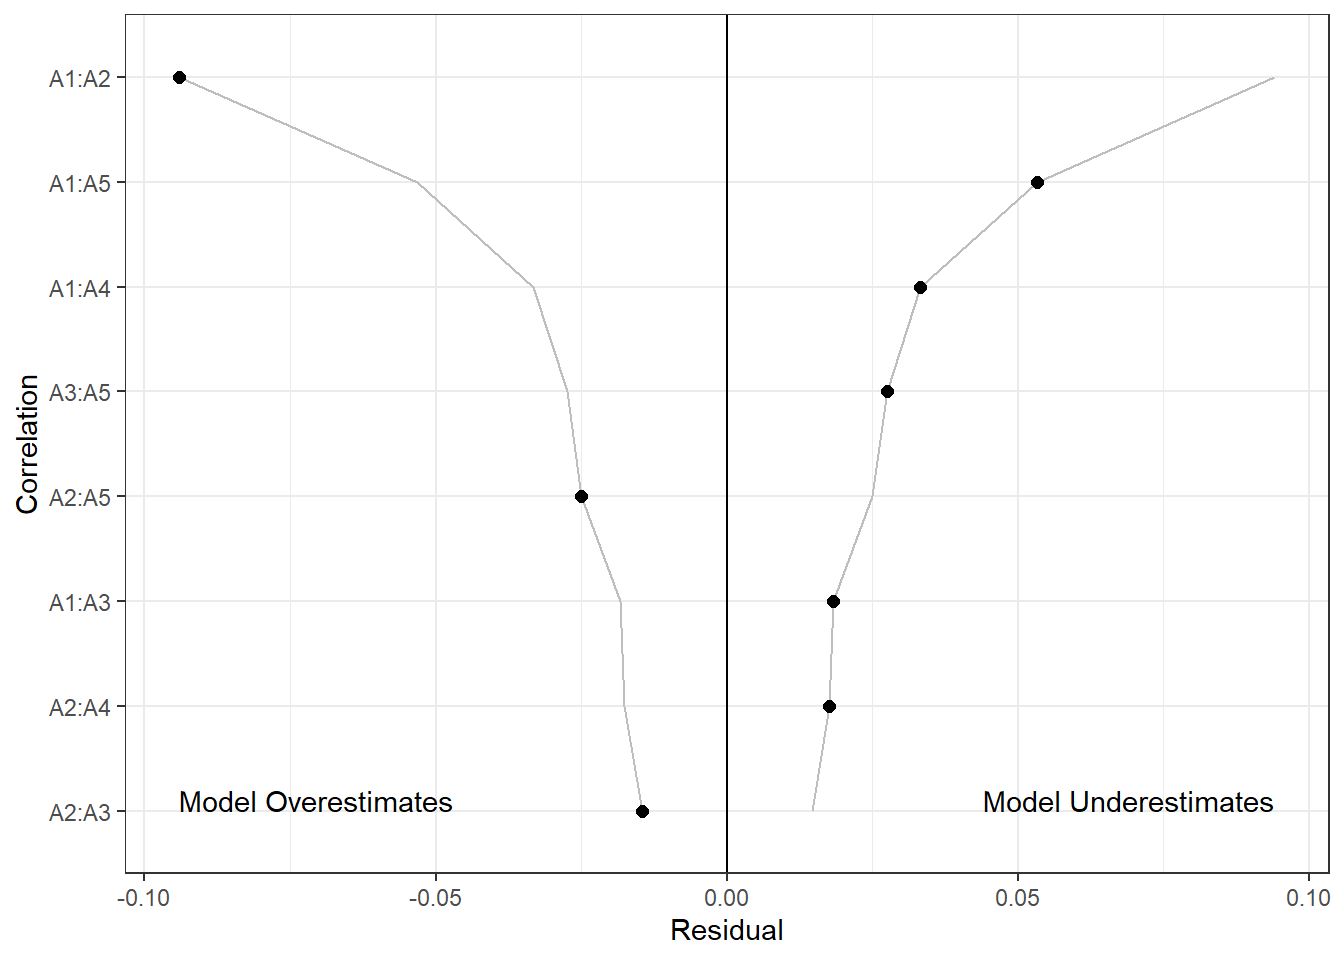 A1:A2
A1:A5
A1:A4
A3:A5
A2:A5
A1:A3
A2:A4
A2:A3
Correlation
Model Overestimates
Model Underestimates
-0.10
-0.05
0.00
0.05
0.10
Residual